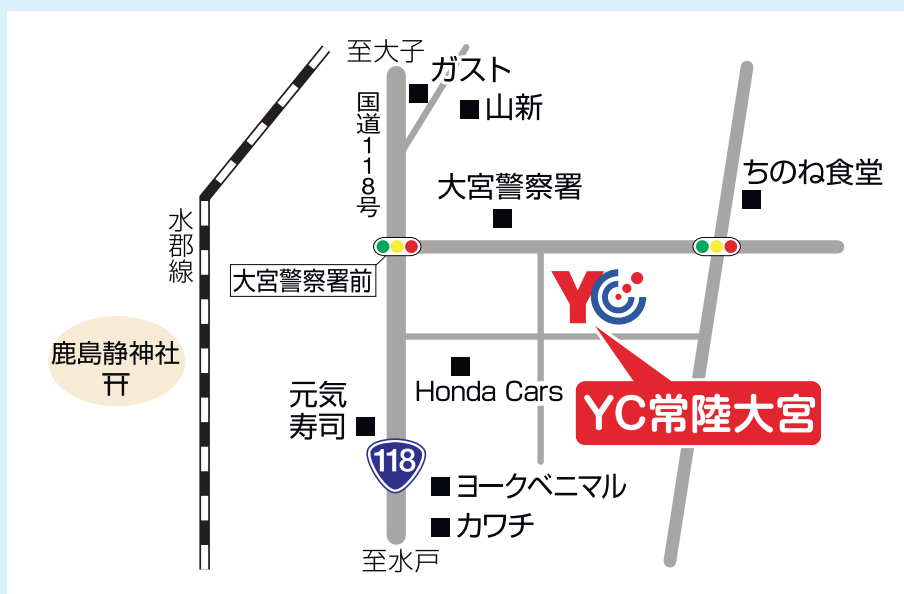 至大子
ガスト
山新
国道118号
大宮警察署
ちのね食堂
水郡線
大宮警察署前
YC
鹿島静神社
Honda Cars
YC常陸大宮
元気
寿司
118
ヨークベニマル
カワチ
至水戸